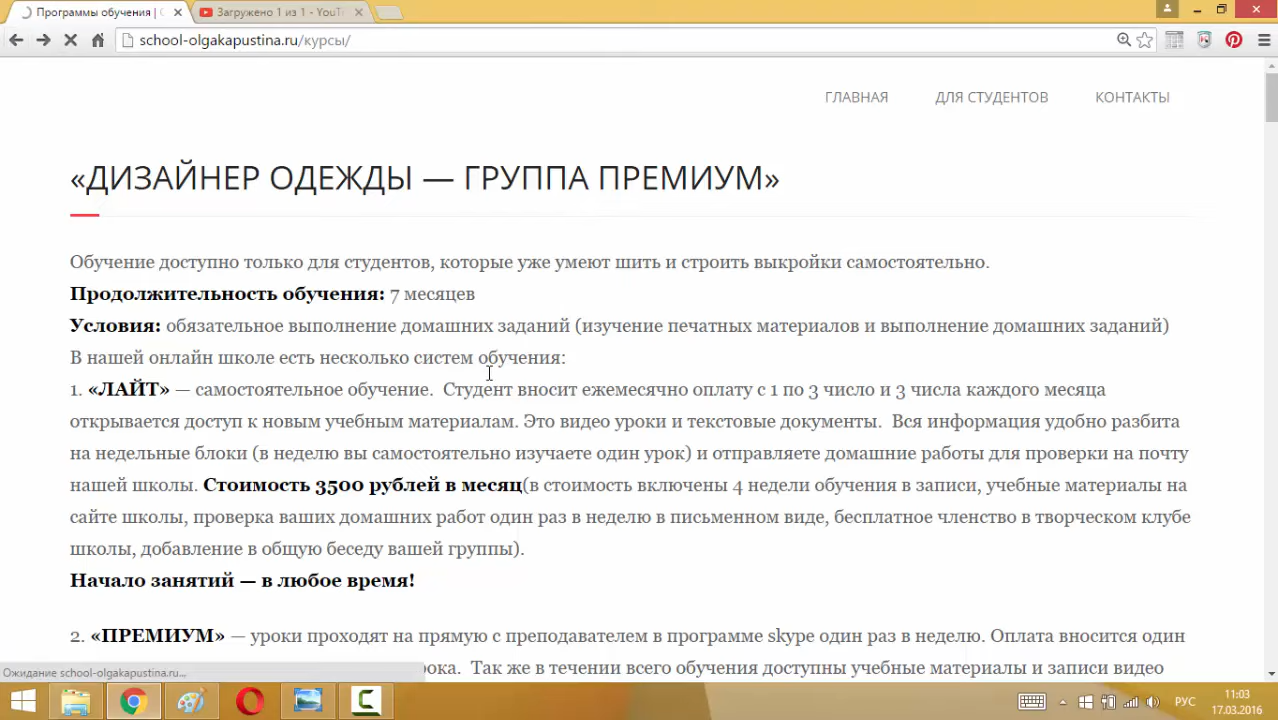 Программы обучения |
Загружено 1 из 1 - YouT
school-olgakapustina.ru/курсы/
ГЛАВНАЯ ДЛЯ СТУДЕНТОВ КОНТАКТЫ
«ДИЗАЙНЕР ОДЕЖДЫ — ГРУППА ПРЕМИУМ»
Обучение доступно только для студентов, которые уже умеют шить и строить выкройки самостоятельно.
Продолжительность обучения: 7 месяцев
Условия: обязательное выполнение домашних заданий (изучение печатных материалов и выполнение домашних заданий)
В нашей онлайн школе есть несколько систем обучения:
1. «ЛАЙТ» — самостоятельное обучение. Студент вносит ежемесячно оплату с 1 по 3 число и 3 числа каждого месяца
открывается доступ к новым учебным материалам. Это видео уроки и текстовые документы. Вся информация удобно разбита
на недельные блоки (в неделю вы самостоятельно изучаете один урок) и отправляете домашние работы для проверки на почту
нашей школы. Стоимость 3500 рублей в месяц(в стоимость включены 4 недели обучения в записи, учебные материалы на
сайте школы, проверка ваших домашних работ один раз в неделю в письменном виде, бесплатное членство в творческом клубе
школы, добавление в общую беседу вашей группы).
Начало занятий — в любое время!
2. «ПРЕМИУМ» — уроки проходят на прямую с преподавателем в программе skype один раз в неделю. Оплата вносится один
рока. Так же в течении всего обучения доступны учебные материалы и записи видео
Ожидание school-olgakapustina.ru...
РУС
11:03
17.03.2016